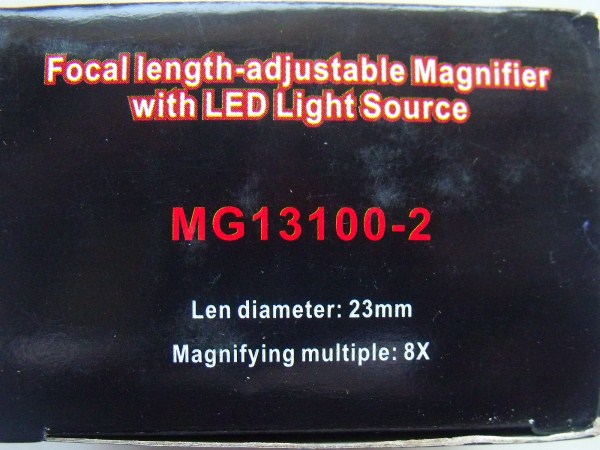 Focal length-adjustable Magnifier
with LED Light Source
MG13100-2
Len diameter: 23mm
Magnifying multiple: 8X